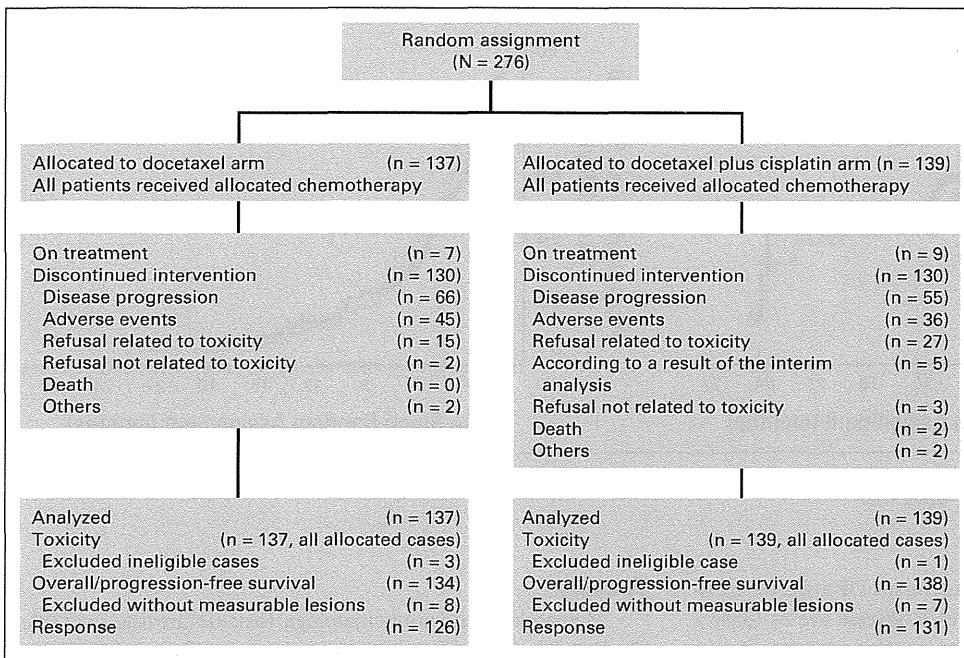 Random assignment
(N = 276)
Allocated to docetaxel arm (n = 137)
All patients received allocated chemotherapy
Allocated to docetaxel plus cisplatin arm (n = 139)
All patients received allocated chemotherapy
On treatment (n = 7)
Discontinued intervention (n = 130)
Disease progression (n = 66)
Adverse events (n = 45)
Refusal related to toxicity (n = 15)
Refusal not related to toxicity (n = 2)
Death (n = 0)
Others (n = 2)
On treatment (n = 9)
Discontinued intervention (n = 130)
Disease progression (n = 55)
Adverse events (n = 36)
Refusal related to toxicity (n = 27)
According to a result of the interim (n = 5)
analysis
Refusal not related to toxicity (n = 3)
Death (n = 2)
Others (n = 2)
Analyzed (n = 137)
Toxicity (n = 137, all allocated cases)
Excluded ineligible cases (n = 3)
Overall/progression-free survival (n = 134)
Excluded without measurable lesions (n = 8)
Response (n = 126)
Analyzed (n = 139)
Toxicity (n = 139, all allocated cases)
Excluded ineligible case (n = 1)
Overall/progression-free survival (n = 138)
Excluded without measurable lesions (n = 7)
Response (n = 131)